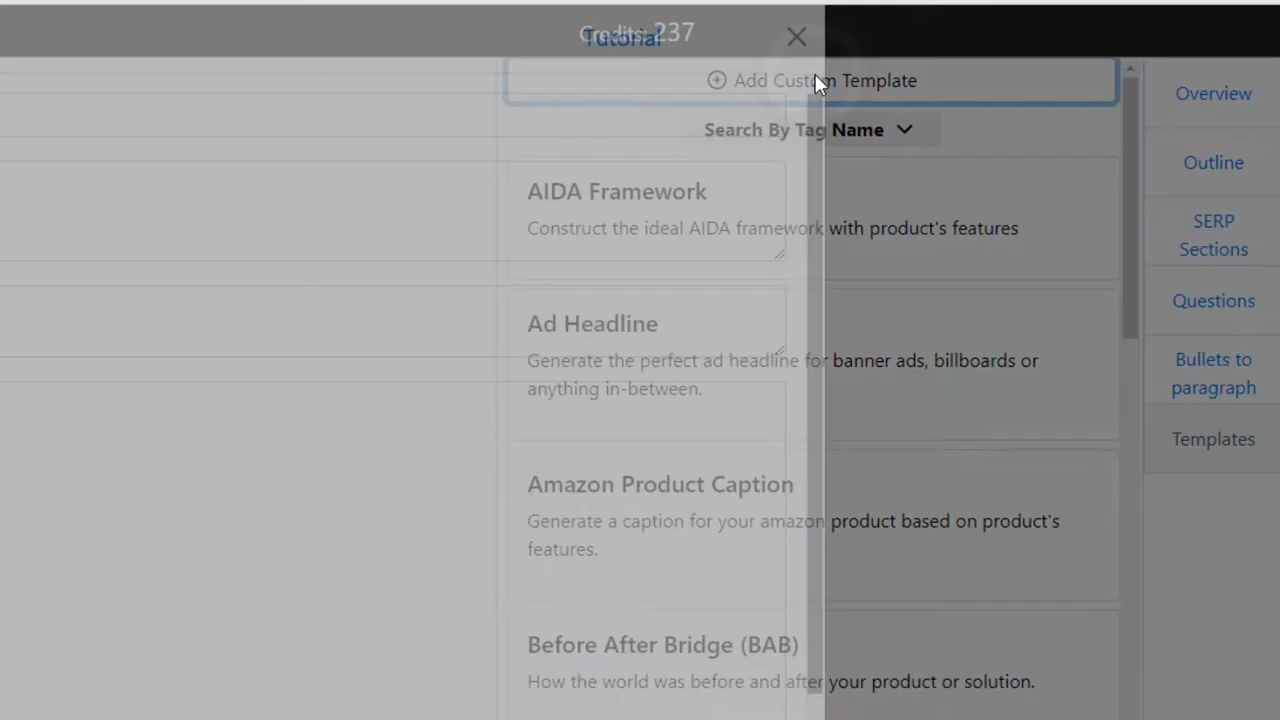 Credits: 237
Tutorial
Add Custom Template
Search By Tag Name
AIDA Framework
Construct the ideal AIDA framework with product's features
Ad Headline
Generate the perfect ad headline for banner ads, billboards or
anything in-between.
Amazon Product Caption
Generate a caption for your amazon product based on product's
features.
Before After Bridge (BAB)
How the world was before and after your product or solution.
Overview
Outline
SERP
Sections
Questions
Bullets to
paragraph
Templates